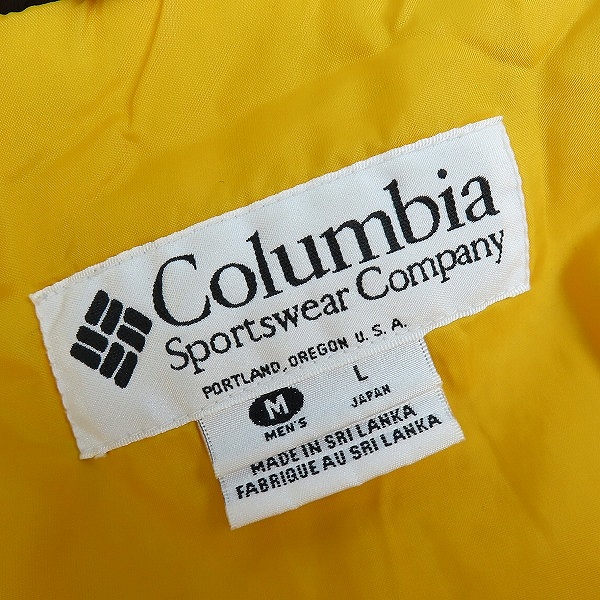 Columbia
Sportswear Company
PORTLAND, OREGON U.S.A.
M L
MEN'S JAPAN
MADE IN SRI LANKA
FABRIQUE AU SRI LANKA